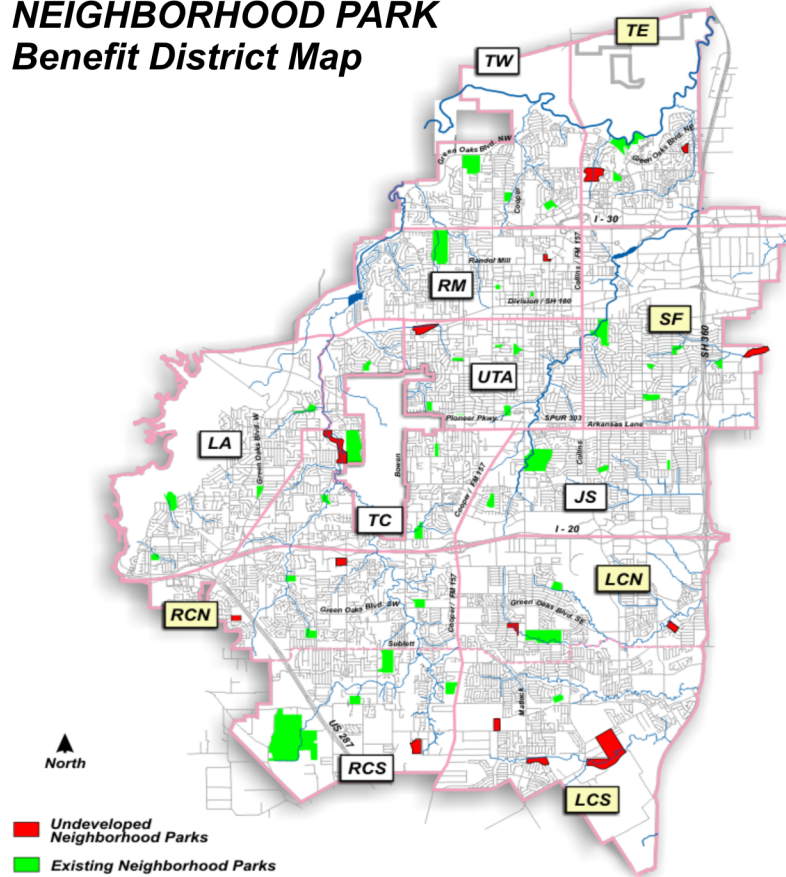 NEIGHBORHOOD PARK
Benefit District Map
TE
TW
Green Oaks Blvd. NW
Green Oaks Blvd. NE
Cooper
I - 30
Collins / FM 157
Randol Mill
RM
Division / SH 180
SF
SH 360
UTA
Pioneer Pkwy.
SPUR 303
Arkansas Lane
LA
Green Oaks Blvd. W
Bowen
Collins
Cooper / FM 157
JS
TC
I - 20
LCN
RCN
Green Oaks Blvd. SW
Cooper / FM 157
Green Oaks Blvd. SE
Sublett
Matlock
US 287
North
RCS
LCS
Undeveloped
Neighborhood Parks
Existing Neighborhood Parks